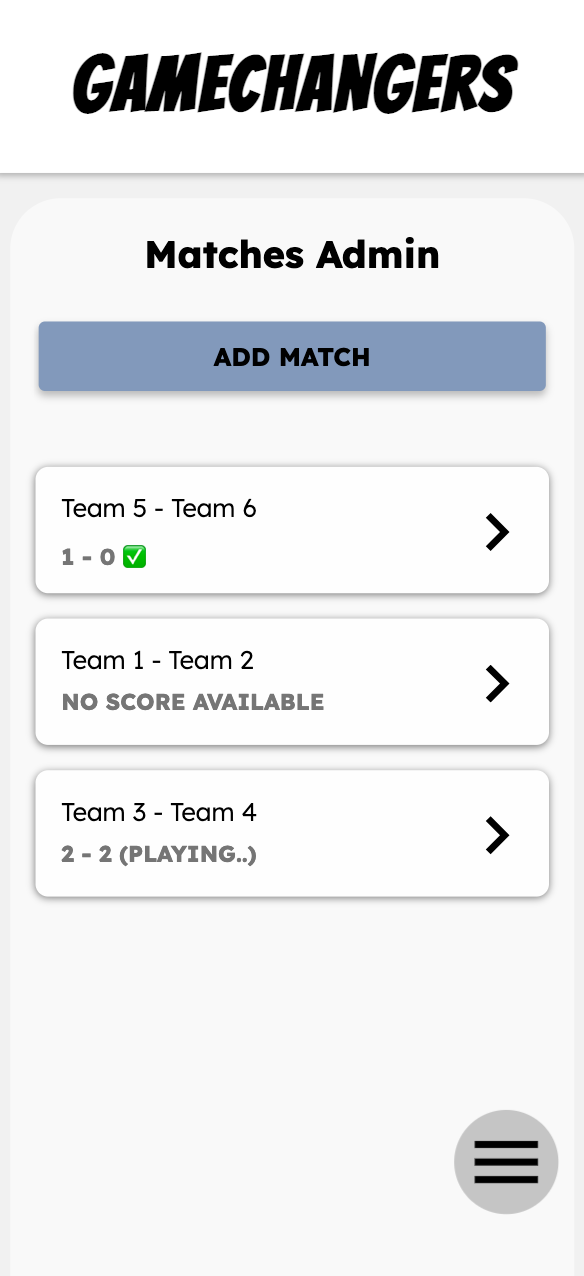 GAMECHANGERS
Matches Admin
ADD MATCH
Team 5 - Team 6
1 - 0 ✅
Team 1 - Team 2
NO SCORE AVAILABLE
Team 3 - Team 4
2 - 2 (PLAYING..)